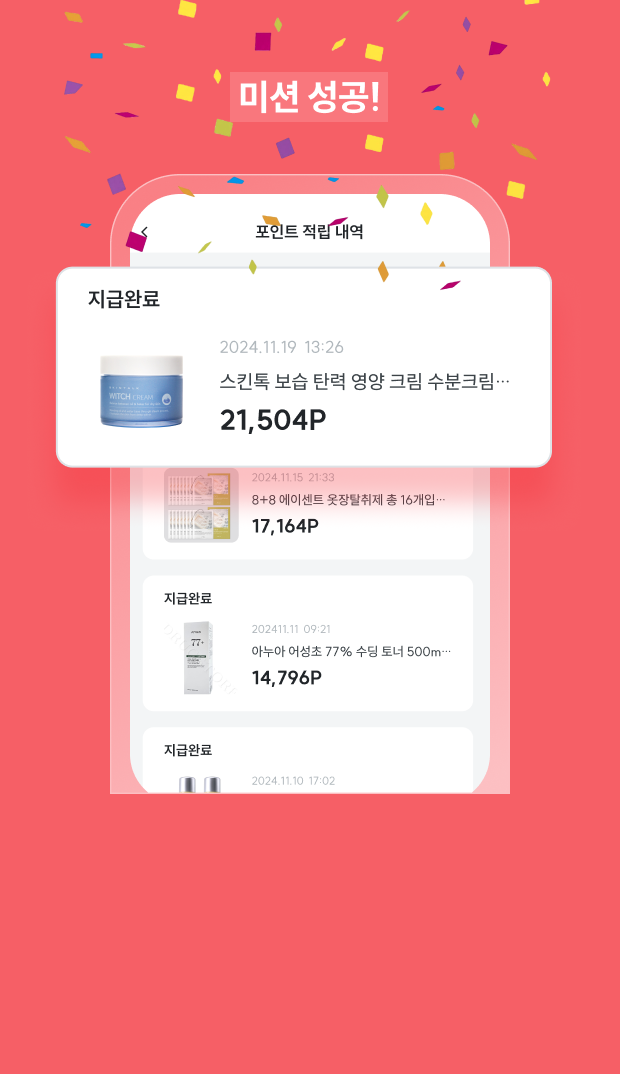 미션 성공!
포인트 적립 내역
지급완료
2024.11.19 13:26
스킨톡 보습 탄력 영양 크림 수분크림···
21,504P
WITCH CREAM
2024.11.15 21:33
8+8 에이센트 옷장탈취제 총 16개입···
17,164P
지급완료
202411.11 09:21
아누아 어성초 77% 수딩 토너 500m···
14,796P
77+
지급완료
2024.11.10 17:02